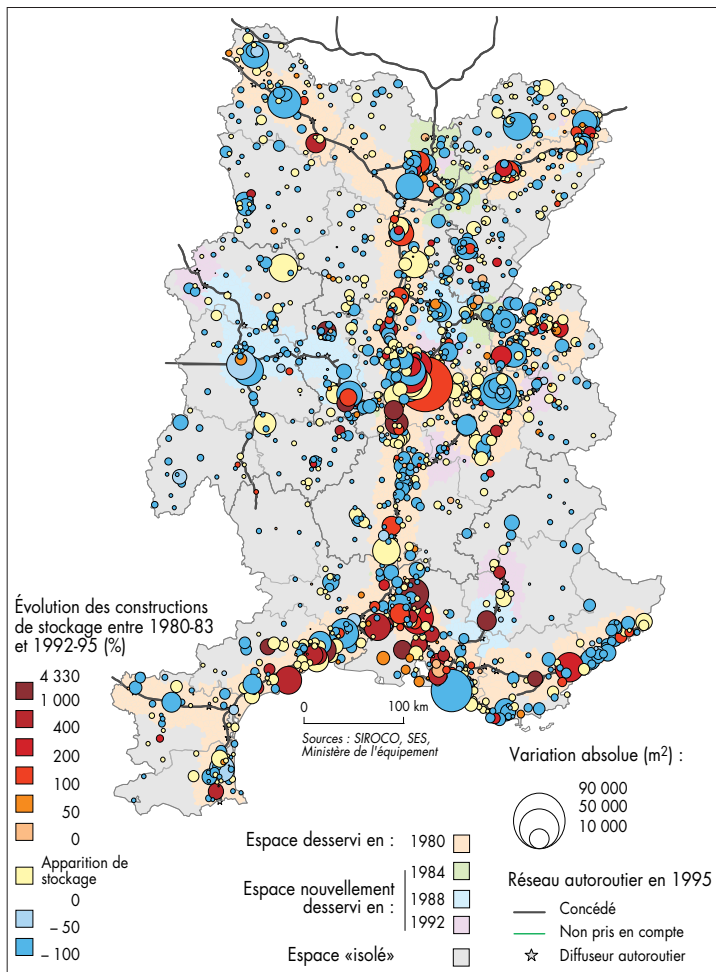 Évolution des constructions
de stockage entre 1980-83
et 1992-95 (%)
4 330
1 000
400
200
100
50
0
Apparition de
stockage
0
– 50
– 100
0 100 km
Sources : SIROCO, SES,
Ministère de l'équipement
Variation absolue (m²) :
90 000
50 000
10 000
Espace desservi en : 1980
Espace nouvellement
desservi en :
1984
1988
1992
Espace «isolé»
Réseau autoroutier en 1995
Concédé
Non pris en compte
Diffuseur autoroutier